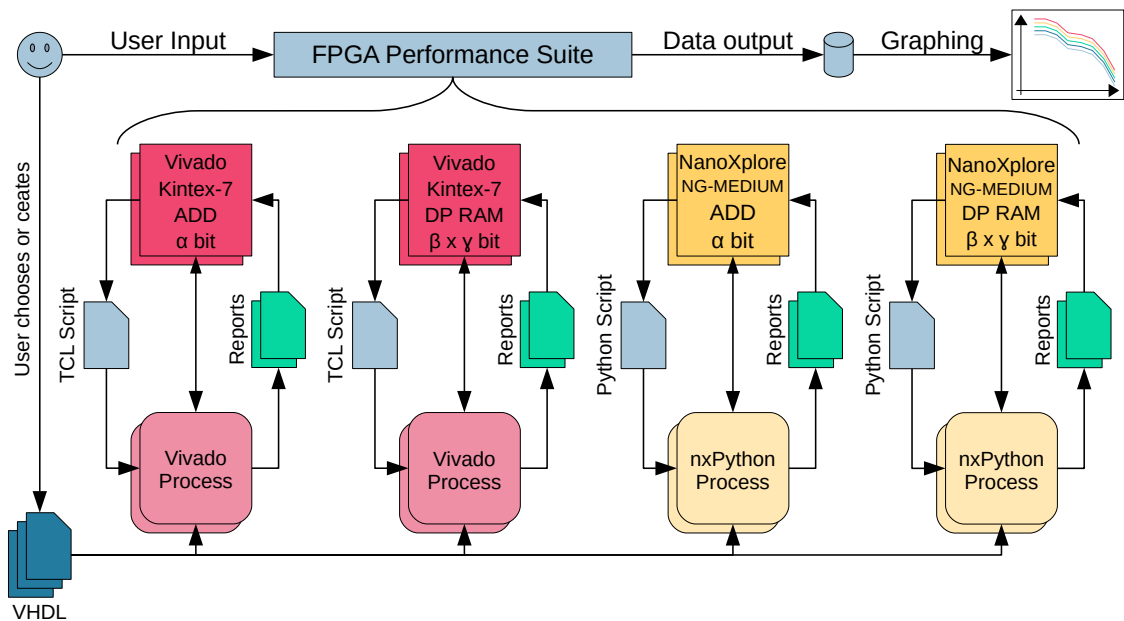 User Input
FPGA Performance Suite
Data output
Graphing
User chooses or ceates
Vivado
Kintex-7
ADD
α bit
Vivado
Kintex-7
DP RAM
β x ɣ bit
NanoXplore
NG-MEDIUM
ADD
α bit
NanoXplore
NG-MEDIUM
DP RAM
β x ɣ bit
TCL Script
Reports
TCL Script
Reports
Python Script
Reports
Python Script
Reports
Vivado
Process
Vivado
Process
nxPython
Process
nxPython
Process
VHDL